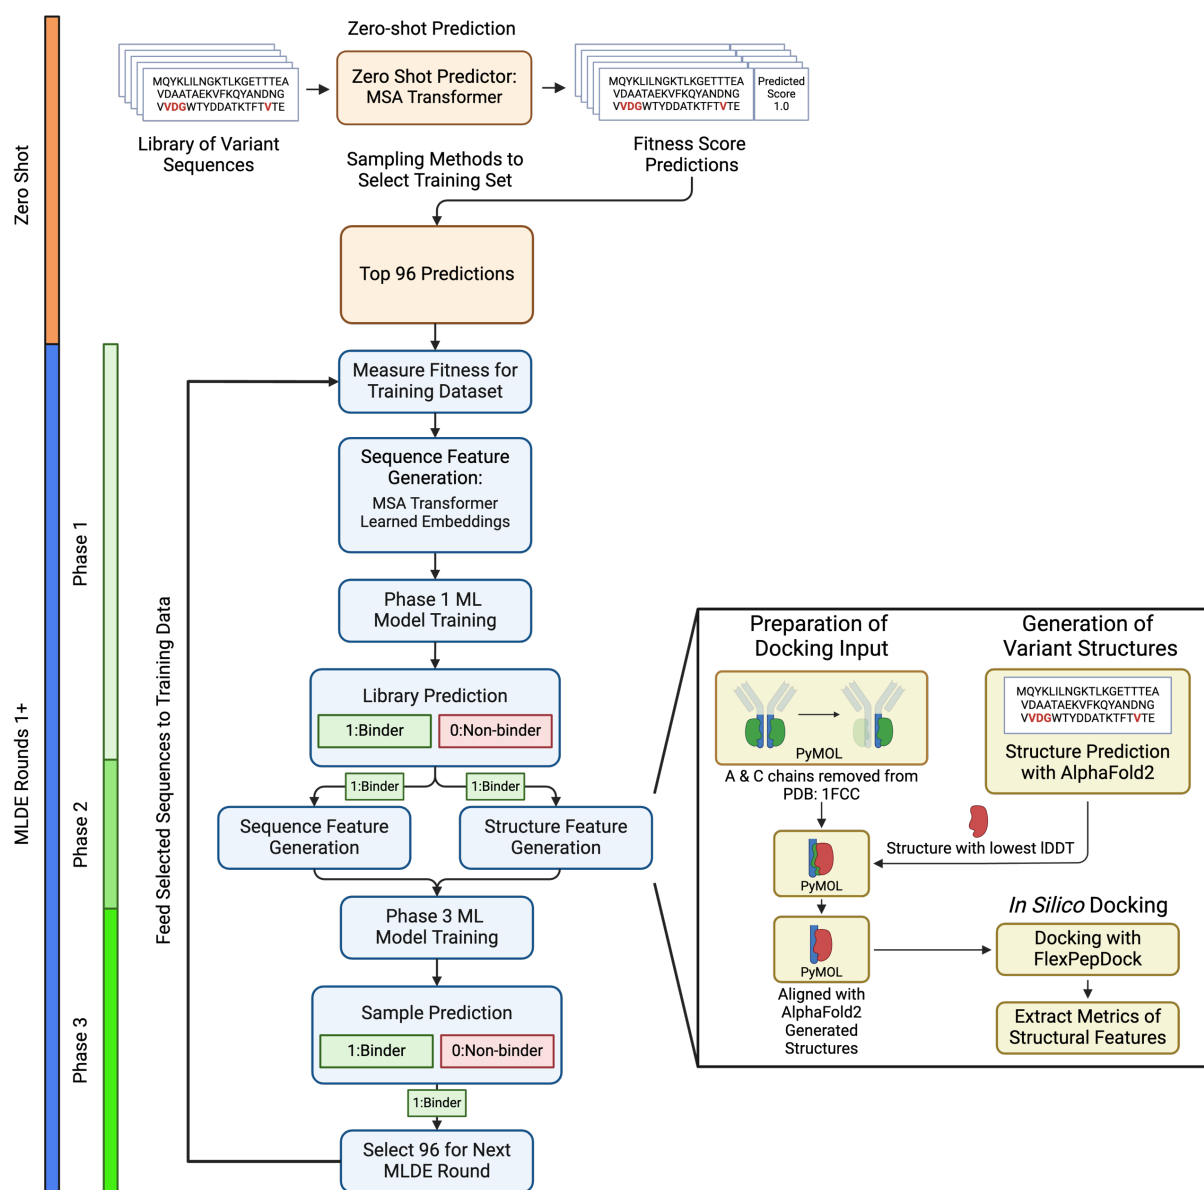 Zero-shot Prediction
MQYKLILNGKTLKGETTTEA
VDAATAEKVFKQYANDNG
VVDGWTYDDATKTFTVTE
Library of Variant
Sequences
Zero Shot Predictor:
MSA Transformer
MQYKLILNGKTLKGETTTEA
VDAATAEKVFKQYANDNG
VVDGWTYDDATKTFTVTE
Predicted
Score
1.0
Fitness Score
Predictions
Sampling Methods to
Select Training Set
Top 96 Predictions
Zero Shot
MLDE Rounds 1+
Phase 1
Phase 2
Phase 3
Feed Selected Sequences to Training Data
Measure Fitness for
Training Dataset
Sequence Feature
Generation:
MSA Transformer
Learned Embeddings
Phase 1 ML
Model Training
Library Prediction
1:Binder
0:Non-binder
1:Binder
1:Binder
Sequence Feature
Generation
Structure Feature
Generation
Phase 3 ML
Model Training
Sample Prediction
1:Binder
0:Non-binder
1:Binder
Select 96 for Next
MLDE Round
Preparation of
Docking Input
PyMOL
A & C chains removed from
PDB: 1FCC
PyMOL
PyMOL
Aligned with
AlphaFold2
Generated
Structures
Generation of
Variant Structures
MQYKLILNGKTLKGETTTEA
VDAATAEKVFKQYANDNG
VVDGWTYDDATKTFTVTE
Structure Prediction
with AlphaFold2
Structure with lowest lDDT
In Silico Docking
Docking with
FlexPepDock
Extract Metrics of
Structural Features